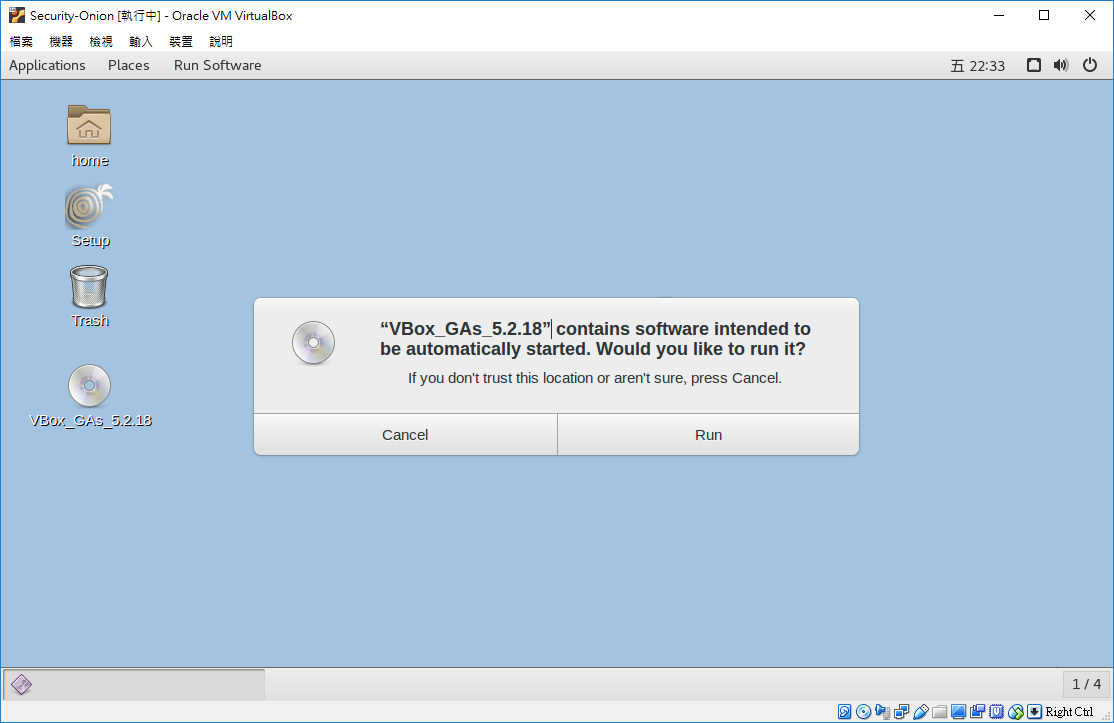 Security-Onion [執行中] - Oracle VM VirtualBox
檔案 機器 檢視 輸入 裝置 說明
Applications Places Run Software 五 22:33
home
Setup
Trash
VBox_GAs_5.2.18
“VBox_GAs_5.2.18” contains software intended to
be automatically started. Would you like to run it?
If you don't trust this location or aren't sure, press Cancel.
Cancel Run
1 / 4
Right Ctrl